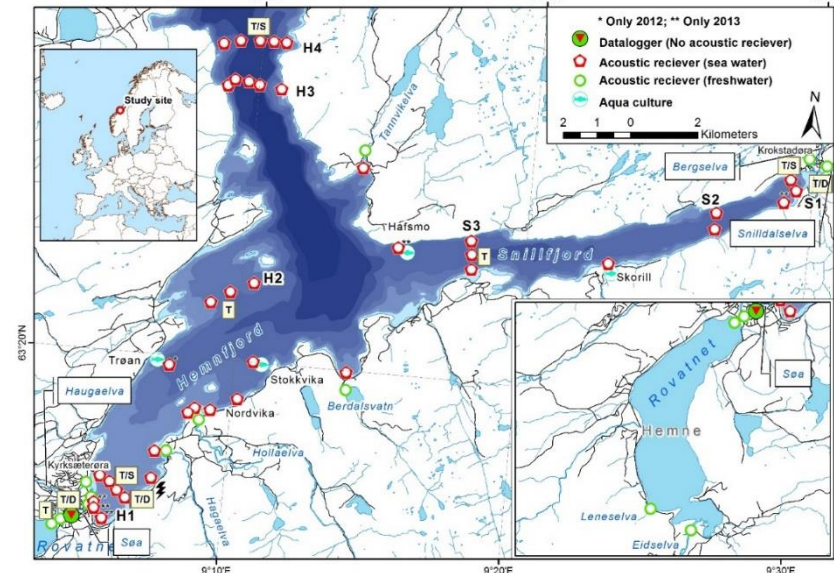 * Only 2012; ** Only 2013
Datalogger (No acoustic reciever)
Acoustic reciever (sea water)
Acoustic reciever (freshwater)
Aqua culture
2 1 0 2
Kilometers
N
Study site
T/S
H4
H3
Tannvikelva
Krokstadøra
Bergselva
T/S
T/D
S1
S2
Snilldalselva
Håfsmo
**
S3
T
Snillfjord
Skorill
H2
T
63°20'N
Trøan
*
Hemnfjord
Stokkvika
Haugaelva
Nordvika
Berdalsvatn
Hollaelva
Hagaelva
Kyrksæterøra
T/S
T/D
T
T/D
**
**
H1
Søa
Rovatnet
Rovatnet
Søa
Hemne
Leneselva
Eidselva
9°10'E
9°20'E
9°30'E